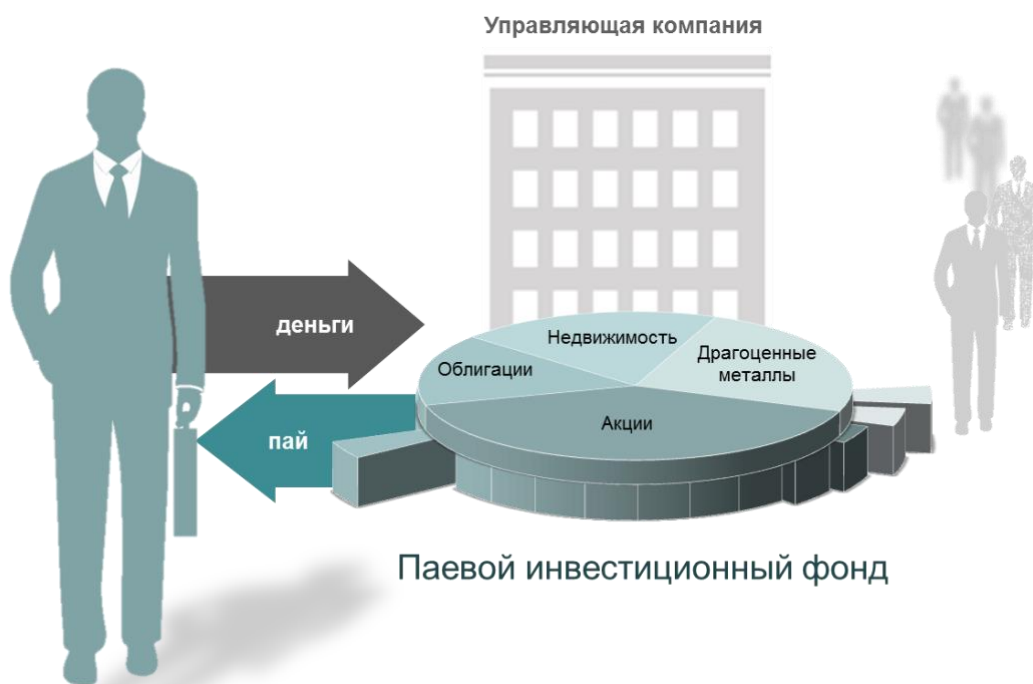 Управляющая компания
деньги
пай
Недвижимость
Облигации
Драгоценные
металлы
Акции
Паевой инвестиционный фонд